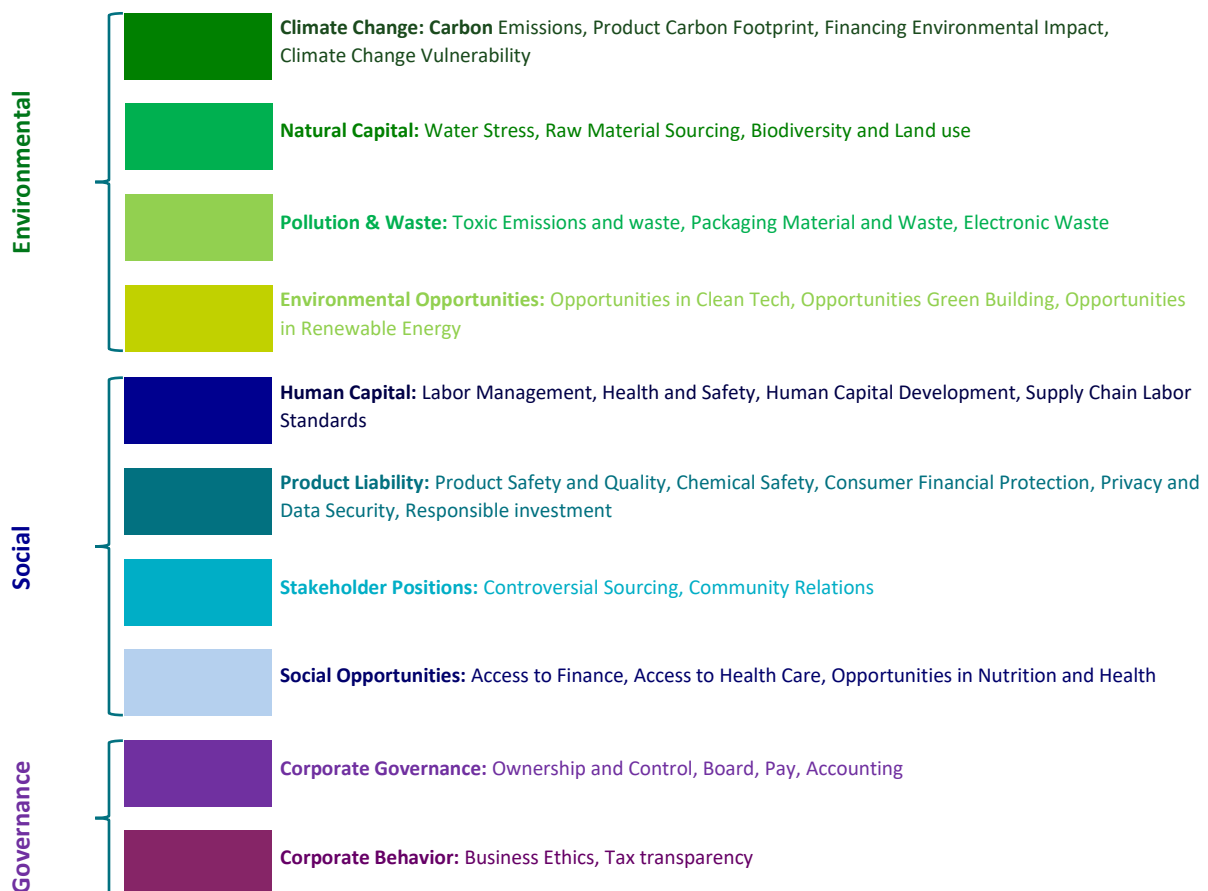 Environmental
Climate Change: Carbon Emissions, Product Carbon Footprint, Financing Environmental Impact,
Climate Change Vulnerability
Natural Capital: Water Stress, Raw Material Sourcing, Biodiversity and Land use
Pollution & Waste: Toxic Emissions and waste, Packaging Material and Waste, Electronic Waste
Environmental Opportunities: Opportunities in Clean Tech, Opportunities Green Building, Opportunities
in Renewable Energy
Social
Human Capital: Labor Management, Health and Safety, Human Capital Development, Supply Chain Labor
Standards
Product Liability: Product Safety and Quality, Chemical Safety, Consumer Financial Protection, Privacy and
Data Security, Responsible investment
Stakeholder Positions: Controversial Sourcing, Community Relations
Social Opportunities: Access to Finance, Access to Health Care, Opportunities in Nutrition and Health
Governance
Corporate Governance: Ownership and Control, Board, Pay, Accounting
Corporate Behavior: Business Ethics, Tax transparency